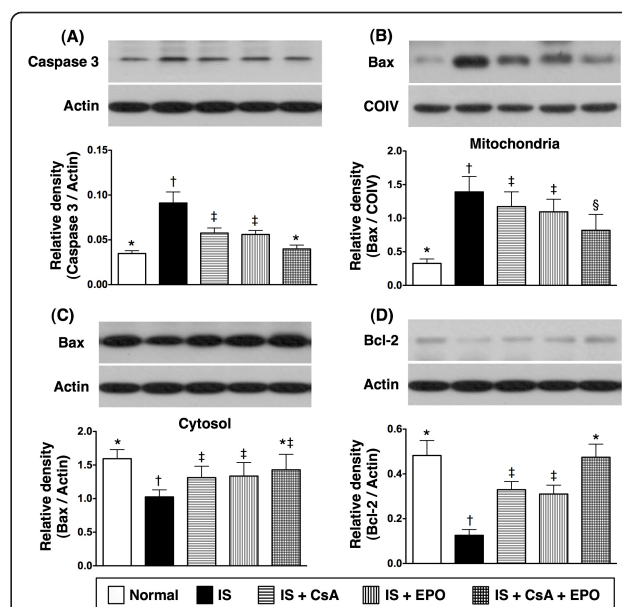 (A)
Caspase 3
Actin
Relative density
(Caspase 3 / Actin)
0.15
0.10
0.05
0.00
* † ‡ ‡ *
(B)
Bax
COIV
Mitochondria
Relative density
(Bax / COIV)
2.0
1.5
1.0
0.5
0.0
* † ‡ ‡ §
(C)
Bax
Actin
Cytosol
Relative density
(Bax / Actin)
2.0
1.5
1.0
0.5
0.0
* † ‡ ‡ *‡
(D)
Bcl-2
Actin
Relative density
(Bcl-2 / Actin)
0.6
0.4
0.2
0.0
* † ‡ ‡ *
Normal IS IS + CsA IS + EPO IS + CsA + EPO